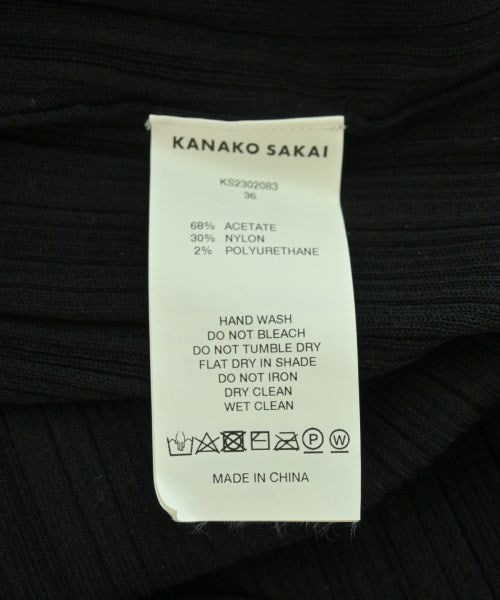 KANAKO SAKAI
KS2302083
36
68% ACETATE
30% NYLON
2% POLYURETHANE
HAND WASH
DO NOT BLEACH
DO NOT TUMBLE DRY
FLAT DRY IN SHADE
DO NOT IRON
DRY CLEAN
WET CLEAN
P W
MADE IN CHINA